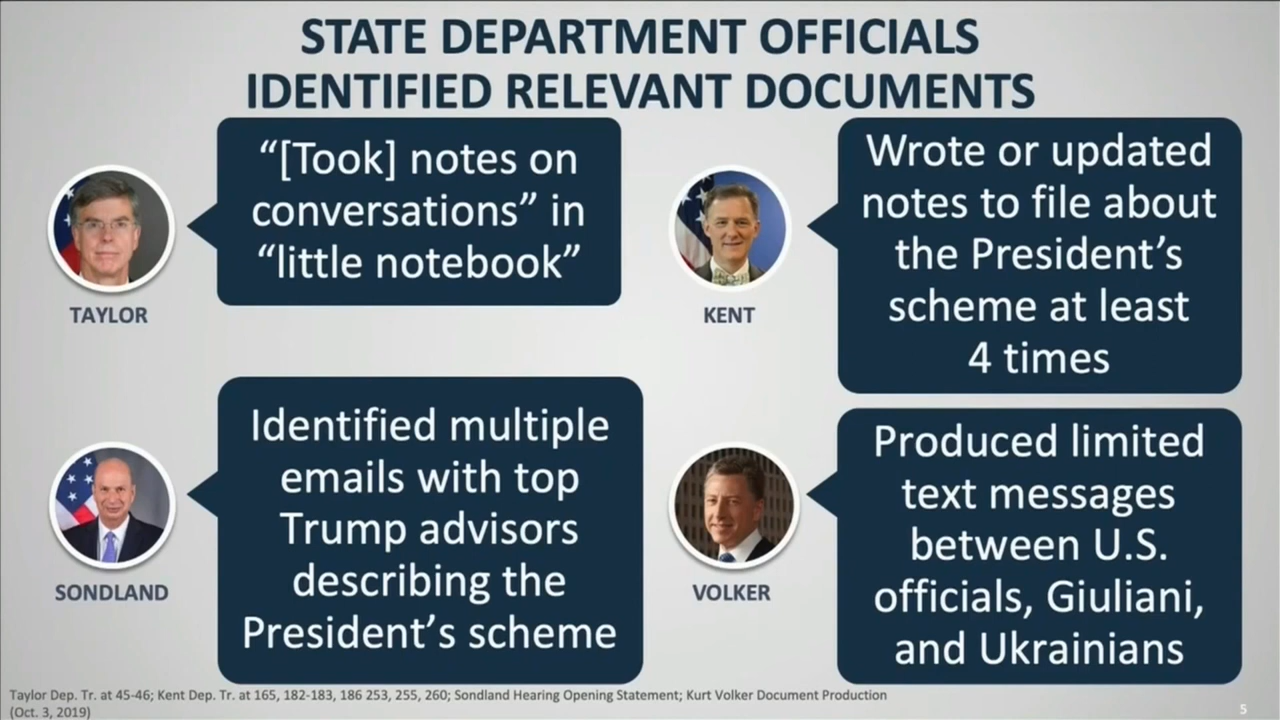 STATE DEPARTMENT OFFICIALS
IDENTIFIED RELEVANT DOCUMENTS
“[Took] notes on
conversations” in
“little notebook”
TAYLOR
Wrote or updated
notes to file about
the President’s
scheme at least
4 times
KENT
Identified multiple
emails with top
Trump advisors
describing the
President’s scheme
SONDLAND
Produced limited
text messages
between U.S.
officials, Giuliani,
and Ukrainians
VOLKER
Taylor Dep. Tr. at 45-46; Kent Dep. Tr. at 165, 182-183, 186 253, 255, 260; Sondland Hearing Opening Statement; Kurt Volker Document Production
(Oct. 3, 2019)
5